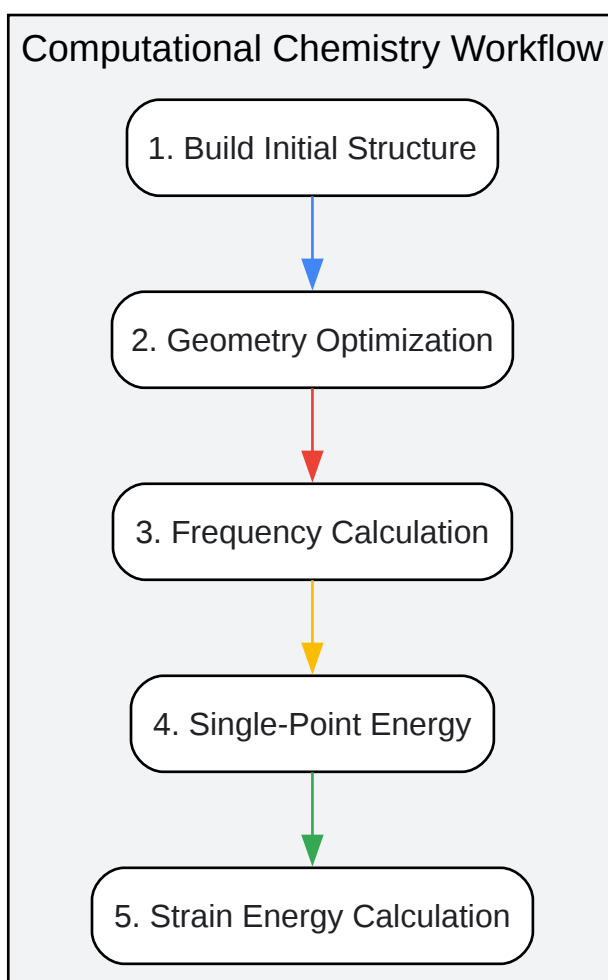 Computational Chemistry Workflow
1. Build Initial Structure
2. Geometry Optimization
3. Frequency Calculation
4. Single-Point Energy
5. Strain Energy Calculation